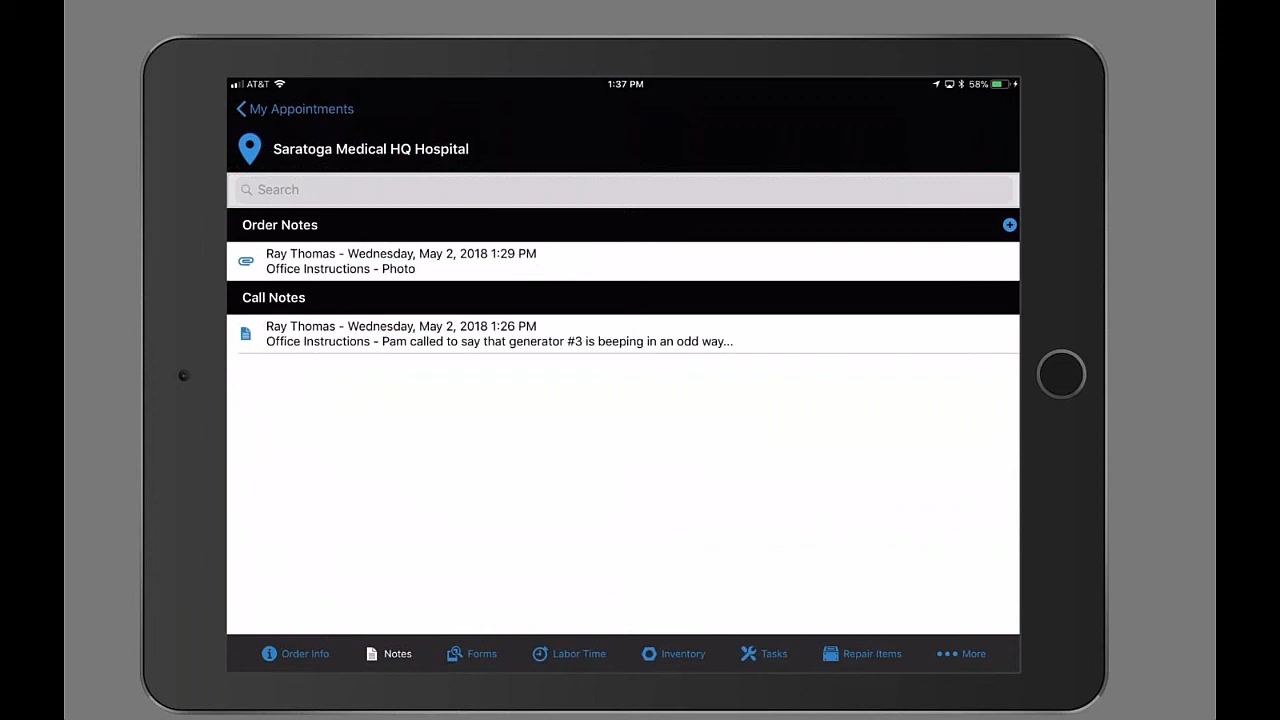 AT&T 1:37 PM 58%
My Appointments
Saratoga Medical HQ Hospital
Search
Order Notes
Ray Thomas - Wednesday, May 2, 2018 1:29 PM
Office Instructions - Photo
Call Notes
Ray Thomas - Wednesday, May 2, 2018 1:26 PM
Office Instructions - Pam called to say that generator #3 is beeping in an odd way...
Order Info Notes Forms Labor Time Inventory Tasks Repair Items More